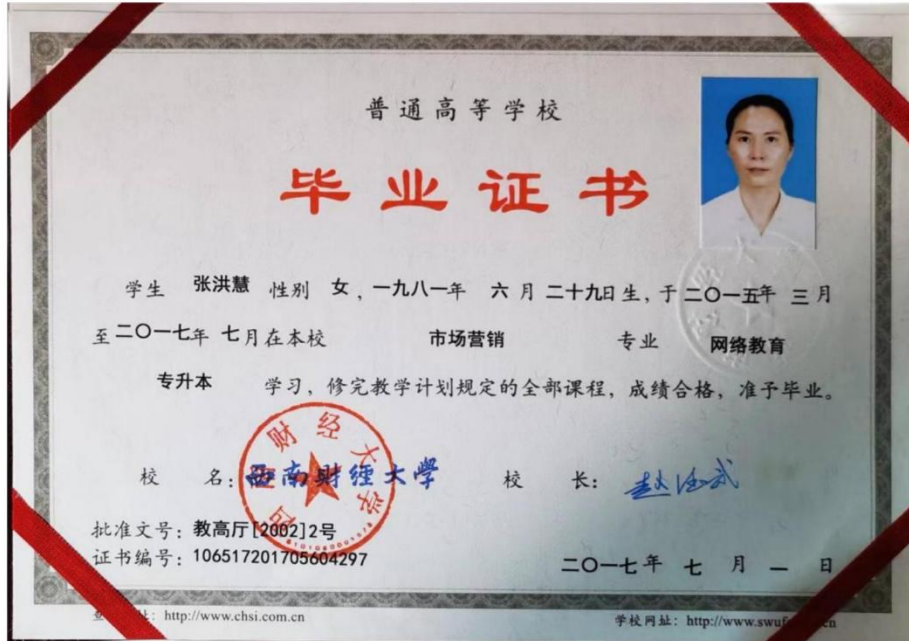 普通高等学校
毕业证书
学生 张洪慧 性别 女，一九八一年 六 月 二十九日生，于 二〇一五年 三 月
至 二〇一七年 七 月在本校 市场营销 专业 网络教育
专升本 学习，修完教学计划规定的全部课程，成绩合格，准予毕业。
校 名：西南财经大學 校 长：赵德武
批准文号：教高厅[2002]2号
证书编号：106517201705604297
二〇一七年 七 月 一 日
网址：http://www.chsi.com.cn 学校网址：http://www.swuf